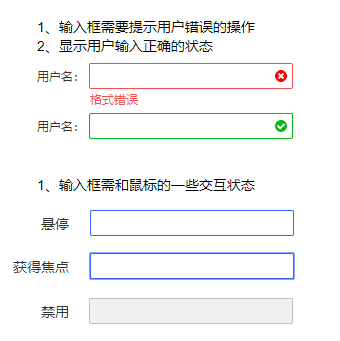 1、输入框需要提示用户错误的操作
2、显示用户输入正确的状态
用户名：
格式错误
用户名：
1、输入框需和鼠标的一些交互状态
悬停
获得焦点
禁用